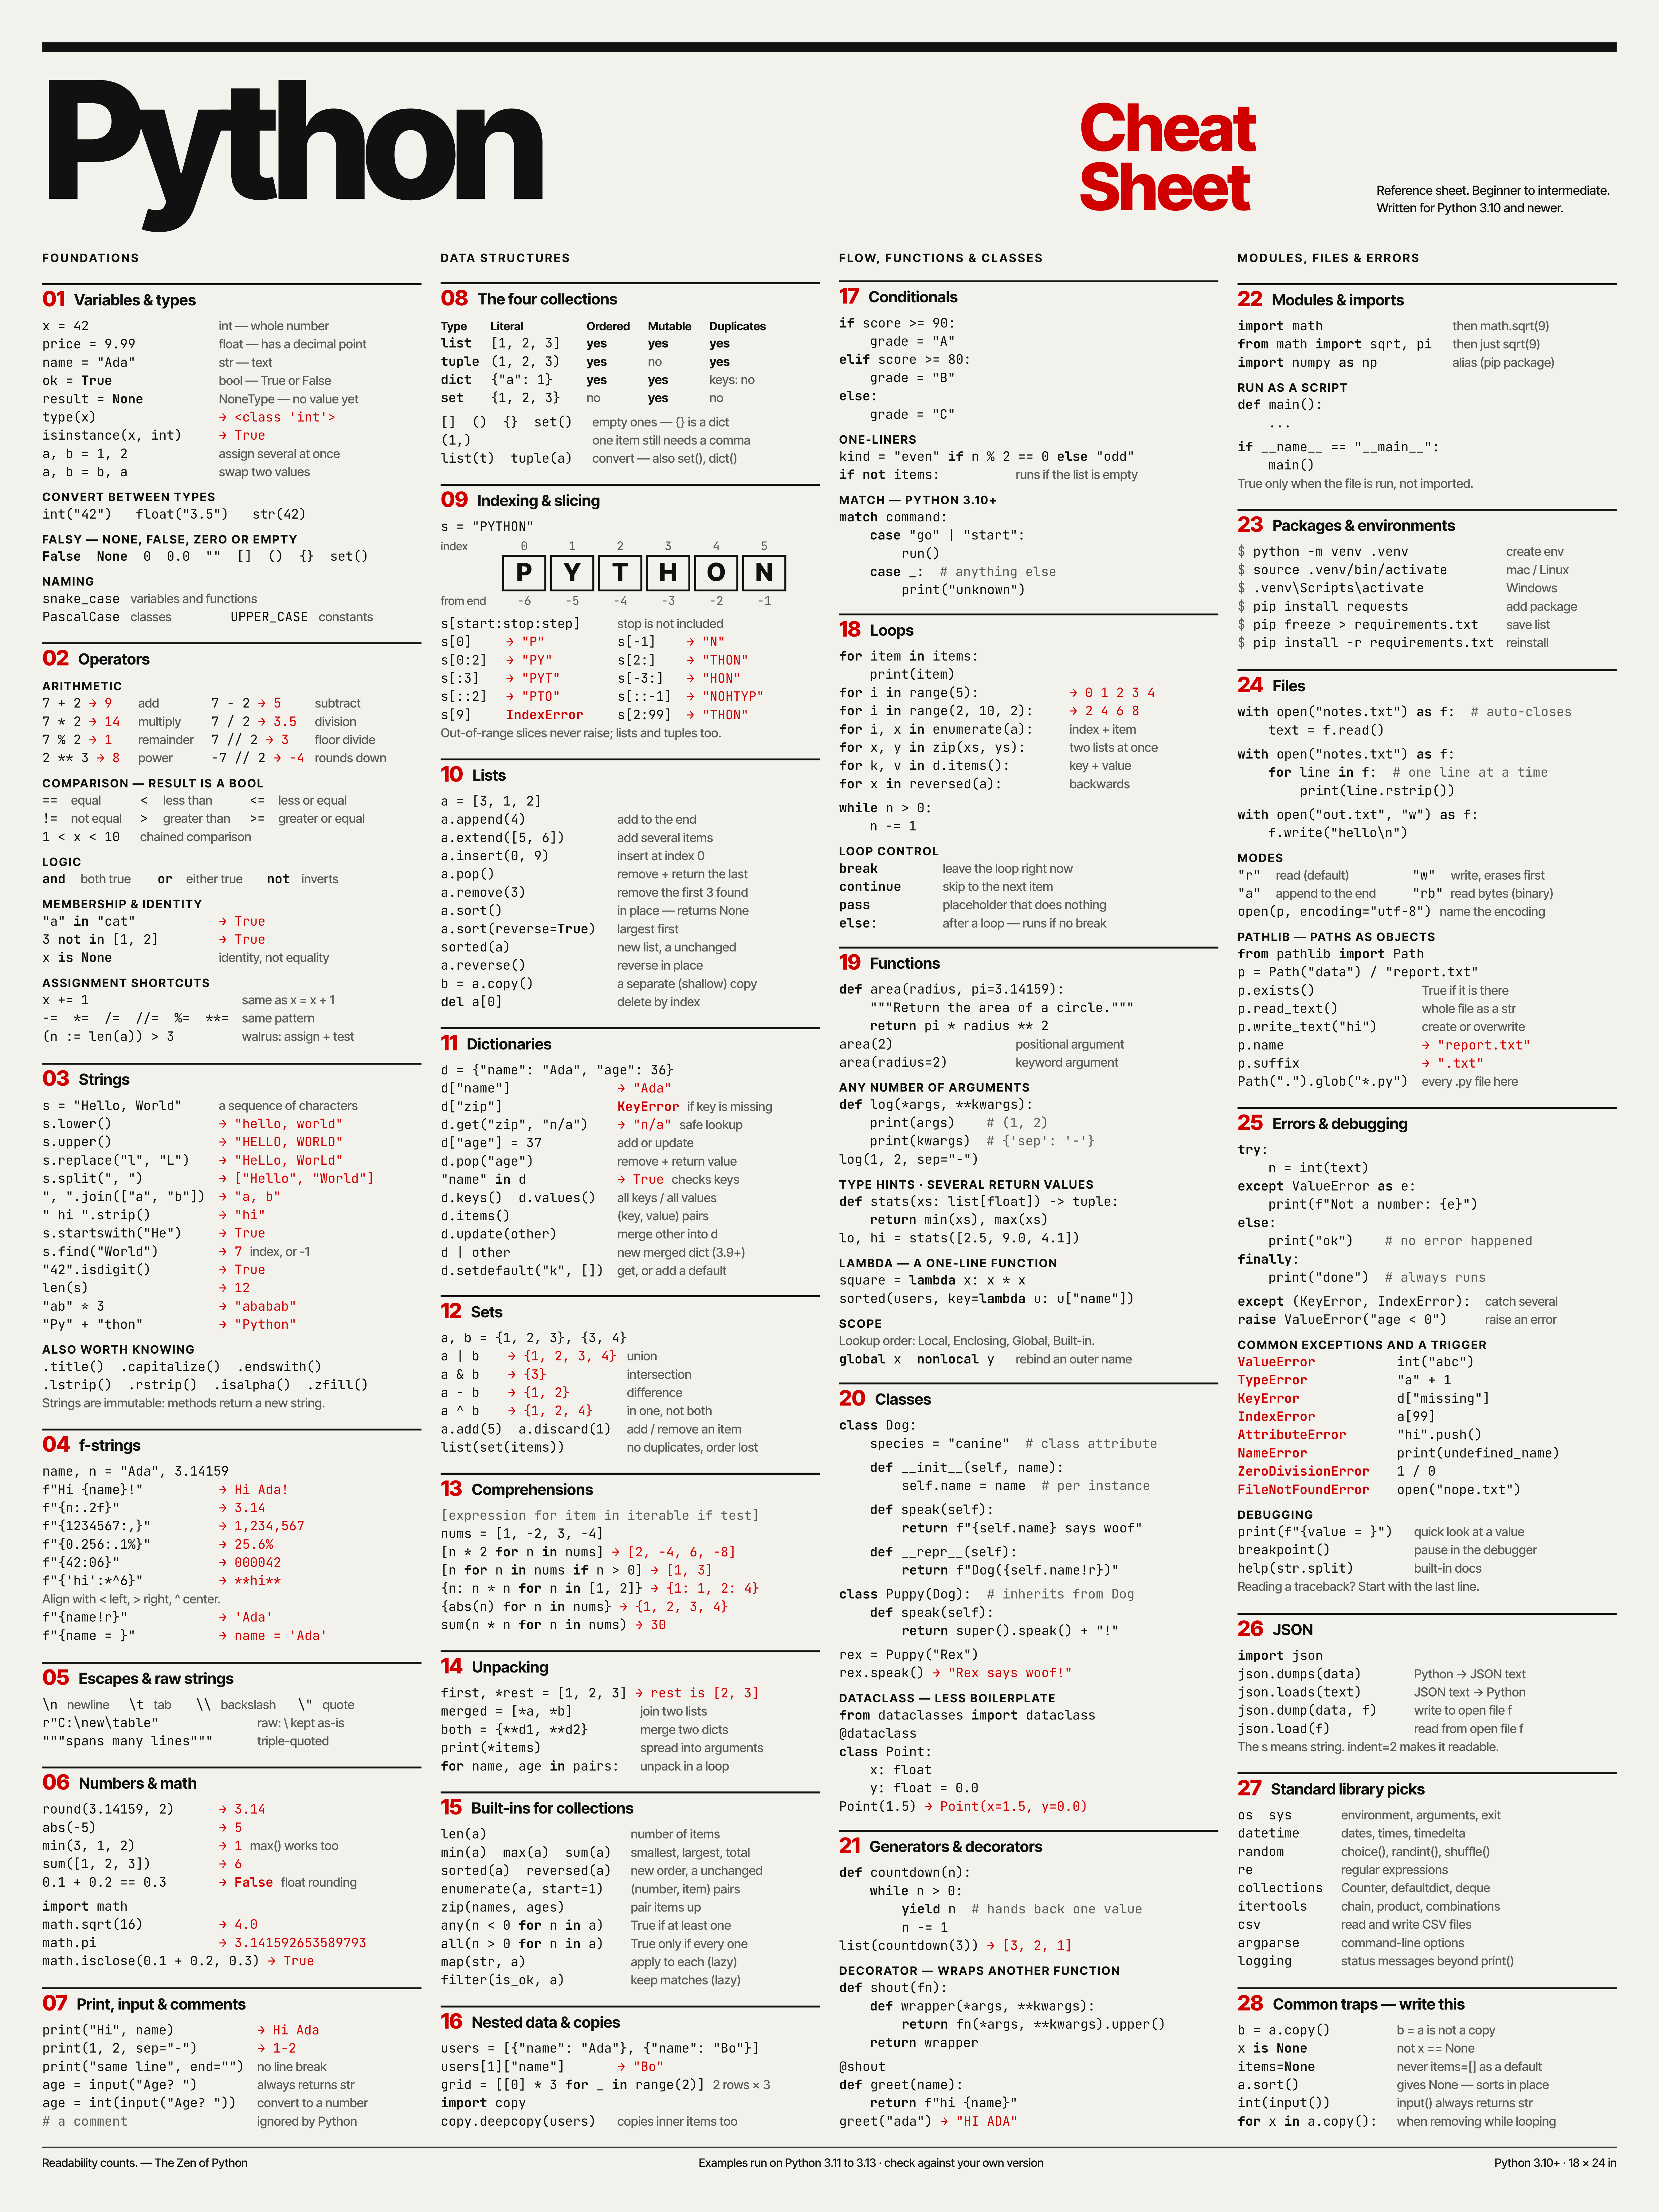 Python
Cheat
Sheet
Reference sheet. Beginner to intermediate.
Written for Python 3.10 and newer.
FOUNDATIONS
01 Variables & types
x = 42 int — whole number
price = 9.99 float — has a decimal point
name = "Ada" str — text
ok = True bool — True or False
result = None NoneType — no value yet
type(x) → <class 'int'>
isinstance(x, int) → True
a, b = 1, 2 assign several at once
a, b = b, a swap two values
CONVERT BETWEEN TYPES
int("42") float("3.5") str(42)
FALSY — NONE, FALSE, ZERO OR EMPTY
False None 0 0.0 "" [] () {} set()
NAMING
snake_case variables and functions
PascalCase classes UPPER_CASE constants
02 Operators
ARITHMETIC
7 + 2 → 9 add 7 - 2 → 5 subtract
7 * 2 → 14 multiply 7 / 2 → 3.5 division
7 % 2 → 1 remainder 7 // 2 → 3 floor divide
2 ** 3 → 8 power -7 // 2 → -4 rounds down
COMPARISON — RESULT IS A BOOL
== equal < less than <= less or equal
!= not equal > greater than >= greater or equal
1 < x < 10 chained comparison
LOGIC
and both true or either true not inverts
MEMBERSHIP & IDENTITY
"a" in "cat" → True
3 not in [1, 2] → True
x is None identity, not equality
ASSIGNMENT SHORTCUTS
x += 1 same as x = x + 1
-= *= /= //= %= **= same pattern
(n := len(a)) > 3 walrus: assign + test
03 Strings
s = "Hello, World" a sequence of characters
s.lower() → "hello, world"
s.upper() → "HELLO, WORLD"
s.replace("l", "L") → "HeLLo, WorLd"
s.split(", ") → ["Hello", "World"]
", ".join(["a", "b"]) → "a, b"
" hi ".strip() → "hi"
s.startswith("He") → True
s.find("World") → 7 index, or -1
"42".isdigit() → True
len(s) → 12
"ab" * 3 → "ababab"
"Py" + "thon" → "Python"
ALSO WORTH KNOWING
.title() .capitalize() .endswith()
.lstrip() .rstrip() .isalpha() .zfill()
Strings are immutable: methods return a new string.
04 f-strings
name, n = "Ada", 3.14159
f"Hi {name}!" → Hi Ada!
f"{n:.2f}" → 3.14
f"{1234567:,}" → 1,234,567
f"{0.256:.1%}" → 25.6%
f"{42:06}" → 000042
f"{'hi':*^6}" → **hi**
Align with < left, > right, ^ center.
f"{name!r}" → 'Ada'
f"{name = }" → name = 'Ada'
05 Escapes & raw strings
\n newline \t tab \\ backslash \" quote
r"C:\new\table" raw: \ kept as-is
"""spans many lines""" triple-quoted
06 Numbers & math
round(3.14159, 2) → 3.14
abs(-5) → 5
min(3, 1, 2) → 1 max() works too
sum([1, 2, 3]) → 6
0.1 + 0.2 == 0.3 → False float rounding
import math
math.sqrt(16) → 4.0
math.pi → 3.141592653589793
math.isclose(0.1 + 0.2, 0.3) → True
07 Print, input & comments
print("Hi", name) → Hi Ada
print(1, 2, sep="-") → 1-2
print("same line", end="") no line break
age = input("Age? ") always returns str
age = int(input("Age? ")) convert to a number
# a comment ignored by Python
DATA STRUCTURES
08 The four collections
Type Literal Ordered Mutable Duplicates
list [1, 2, 3] yes yes yes
tuple (1, 2, 3) yes no yes
dict {"a": 1} yes yes keys: no
set {1, 2, 3} no yes no
[] () {} set() empty ones — {} is a dict
(1,) one item still needs a comma
list(t) tuple(a) convert — also set(), dict()
09 Indexing & slicing
s = "PYTHON"
index 0 1 2 3 4 5
P Y T H O N
from end -6 -5 -4 -3 -2 -1
s[start:stop:step] stop is not included
s[0] → "P" s[-1] → "N"
s[0:2] → "PY" s[2:] → "THON"
s[:3] → "PYT" s[-3:] → "HON"
s[::2] → "PTO" s[::-1] → "NOHTYP"
s[9] IndexError s[2:99] → "THON"
Out-of-range slices never raise; lists and tuples too.
10 Lists
a = [3, 1, 2]
a.append(4) add to the end
a.extend([5, 6]) add several items
a.insert(0, 9) insert at index 0
a.pop() remove + return the last
a.remove(3) remove the first 3 found
a.sort() in place — returns None
a.sort(reverse=True) largest first
sorted(a) new list, a unchanged
a.reverse() reverse in place
b = a.copy() a separate (shallow) copy
del a[0] delete by index
11 Dictionaries
d = {"name": "Ada", "age": 36}
d["name"] → "Ada"
d["zip"] KeyError if key is missing
d.get("zip", "n/a") → "n/a" safe lookup
d["age"] = 37 add or update
d.pop("age") remove + return value
"name" in d → True checks keys
d.keys() d.values() all keys / all values
d.items() (key, value) pairs
d.update(other) merge other into d
d | other new merged dict (3.9+)
d.setdefault("k", []) get, or add a default
12 Sets
a, b = {1, 2, 3}, {3, 4}
a | b → {1, 2, 3, 4} union
a & b → {3} intersection
a - b → {1, 2} difference
a ^ b → {1, 2, 4} in one, not both
a.add(5) a.discard(1) add / remove an item
list(set(items)) no duplicates, order lost
13 Comprehensions
[expression for item in iterable if test]
nums = [1, -2, 3, -4]
[n * 2 for n in nums] → [2, -4, 6, -8]
[n for n in nums if n > 0] → [1, 3]
{n: n * n for n in [1, 2]} → {1: 1, 2: 4}
{abs(n) for n in nums} → {1, 2, 3, 4}
sum(n * n for n in nums) → 30
14 Unpacking
first, *rest = [1, 2, 3] → rest is [2, 3]
merged = [*a, *b] join two lists
both = {**d1, **d2} merge two dicts
print(*items) spread into arguments
for name, age in pairs: unpack in a loop
15 Built-ins for collections
len(a) number of items
min(a) max(a) sum(a) smallest, largest, total
sorted(a) reversed(a) new order, a unchanged
enumerate(a, start=1) (number, item) pairs
zip(names, ages) pair items up
any(n < 0 for n in a) True if at least one
all(n > 0 for n in a) True only if every one
map(str, a) apply to each (lazy)
filter(is_ok, a) keep matches (lazy)
16 Nested data & copies
users = [{"name": "Ada"}, {"name": "Bo"}]
users[1]["name"] → "Bo"
grid = [[0] * 3 for _ in range(2)] 2 rows × 3
import copy
copy.deepcopy(users) copies inner items too
FLOW, FUNCTIONS & CLASSES
17 Conditionals
if score >= 90:
grade = "A"
elif score >= 80:
grade = "B"
else:
grade = "C"
ONE-LINERS
kind = "even" if n % 2 == 0 else "odd"
if not items: runs if the list is empty
MATCH — PYTHON 3.10+
match command:
case "go" | "start":
run()
case _: # anything else
print("unknown")
18 Loops
for item in items:
print(item)
for i in range(5): → 0 1 2 3 4
for i in range(2, 10, 2): → 2 4 6 8
for i, x in enumerate(a): index + item
for x, y in zip(xs, ys): two lists at once
for k, v in d.items(): key + value
for x in reversed(a): backwards
while n > 0:
n -= 1
LOOP CONTROL
break leave the loop right now
continue skip to the next item
pass placeholder that does nothing
else: after a loop — runs if no break
19 Functions
def area(radius, pi=3.14159):
"""Return the area of a circle."""
return pi * radius ** 2
area(2) positional argument
area(radius=2) keyword argument
ANY NUMBER OF ARGUMENTS
def log(*args, **kwargs):
print(args) # (1, 2)
print(kwargs) # {'sep': '-'}
log(1, 2, sep="-")
TYPE HINTS · SEVERAL RETURN VALUES
def stats(xs: list[float]) -> tuple:
return min(xs), max(xs)
lo, hi = stats([2.5, 9.0, 4.1])
LAMBDA — A ONE-LINE FUNCTION
square = lambda x: x * x
sorted(users, key=lambda u: u["name"])
SCOPE
Lookup order: Local, Enclosing, Global, Built-in.
global x nonlocal y rebind an outer name
20 Classes
class Dog:
species = "canine" # class attribute
def __init__(self, name):
self.name = name # per instance
def speak(self):
return f"{self.name} says woof"
def __repr__(self):
return f"Dog({self.name!r})"
class Puppy(Dog): # inherits from Dog
def speak(self):
return super().speak() + "!"
rex = Puppy("Rex")
rex.speak() → "Rex says woof!"
DATACLASS — LESS BOILERPLATE
from dataclasses import dataclass
@dataclass
class Point:
x: float
y: float = 0.0
Point(1.5) → Point(x=1.5, y=0.0)
21 Generators & decorators
def countdown(n):
while n > 0:
yield n # hands back one value
n -= 1
list(countdown(3)) → [3, 2, 1]
DECORATOR — WRAPS ANOTHER FUNCTION
def shout(fn):
def wrapper(*args, **kwargs):
return fn(*args, **kwargs).upper()
return wrapper
@shout
def greet(name):
return f"hi {name}"
greet("ada") → "HI ADA"
MODULES, FILES & ERRORS
22 Modules & imports
import math then math.sqrt(9)
from math import sqrt, pi then just sqrt(9)
import numpy as np alias (pip package)
RUN AS A SCRIPT
def main():
...
if __name__ == "__main__":
main()
True only when the file is run, not imported.
23 Packages & environments
$ python -m venv .venv create env
$ source .venv/bin/activate mac / Linux
$ .venv\Scripts\activate Windows
$ pip install requests add package
$ pip freeze > requirements.txt save list
$ pip install -r requirements.txt reinstall
24 Files
with open("notes.txt") as f: # auto-closes
text = f.read()
with open("notes.txt") as f:
for line in f: # one line at a time
print(line.rstrip())
with open("out.txt", "w") as f:
f.write("hello\n")
MODES
"r" read (default) "w" write, erases first
"a" append to the end "rb" read bytes (binary)
open(p, encoding="utf-8") name the encoding
PATHLIB — PATHS AS OBJECTS
from pathlib import Path
p = Path("data") / "report.txt"
p.exists() True if it is there
p.read_text() whole file as a str
p.write_text("hi") create or overwrite
p.name → "report.txt"
p.suffix → ".txt"
Path(".").glob("*.py") every .py file here
25 Errors & debugging
try:
n = int(text)
except ValueError as e:
print(f"Not a number: {e}")
else:
print("ok") # no error happened
finally:
print("done") # always runs
except (KeyError, IndexError): catch several
raise ValueError("age < 0") raise an error
COMMON EXCEPTIONS AND A TRIGGER
ValueError int("abc")
TypeError "a" + 1
KeyError d["missing"]
IndexError a[99]
AttributeError "hi".push()
NameError print(undefined_name)
ZeroDivisionError 1 / 0
FileNotFoundError open("nope.txt")
DEBUGGING
print(f"{value = }") quick look at a value
breakpoint() pause in the debugger
help(str.split) built-in docs
Reading a traceback? Start with the last line.
26 JSON
import json
json.dumps(data) Python → JSON text
json.loads(text) JSON text → Python
json.dump(data, f) write to open file f
json.load(f) read from open file f
The s means string. indent=2 makes it readable.
27 Standard library picks
os sys environment, arguments, exit
datetime dates, times, timedelta
random choice(), randint(), shuffle()
re regular expressions
collections Counter, defaultdict, deque
itertools chain, product, combinations
csv read and write CSV files
argparse command-line options
logging status messages beyond print()
28 Common traps — write this
b = a.copy() b = a is not a copy
x is None not x == None
items=None never items=[] as a default
a.sort() gives None — sorts in place
int(input()) input() always returns str
for x in a.copy(): when removing while looping
Readability counts. — The Zen of Python
Examples run on Python 3.11 to 3.13 · check against your own version
Python 3.10+ · 18 × 24 in